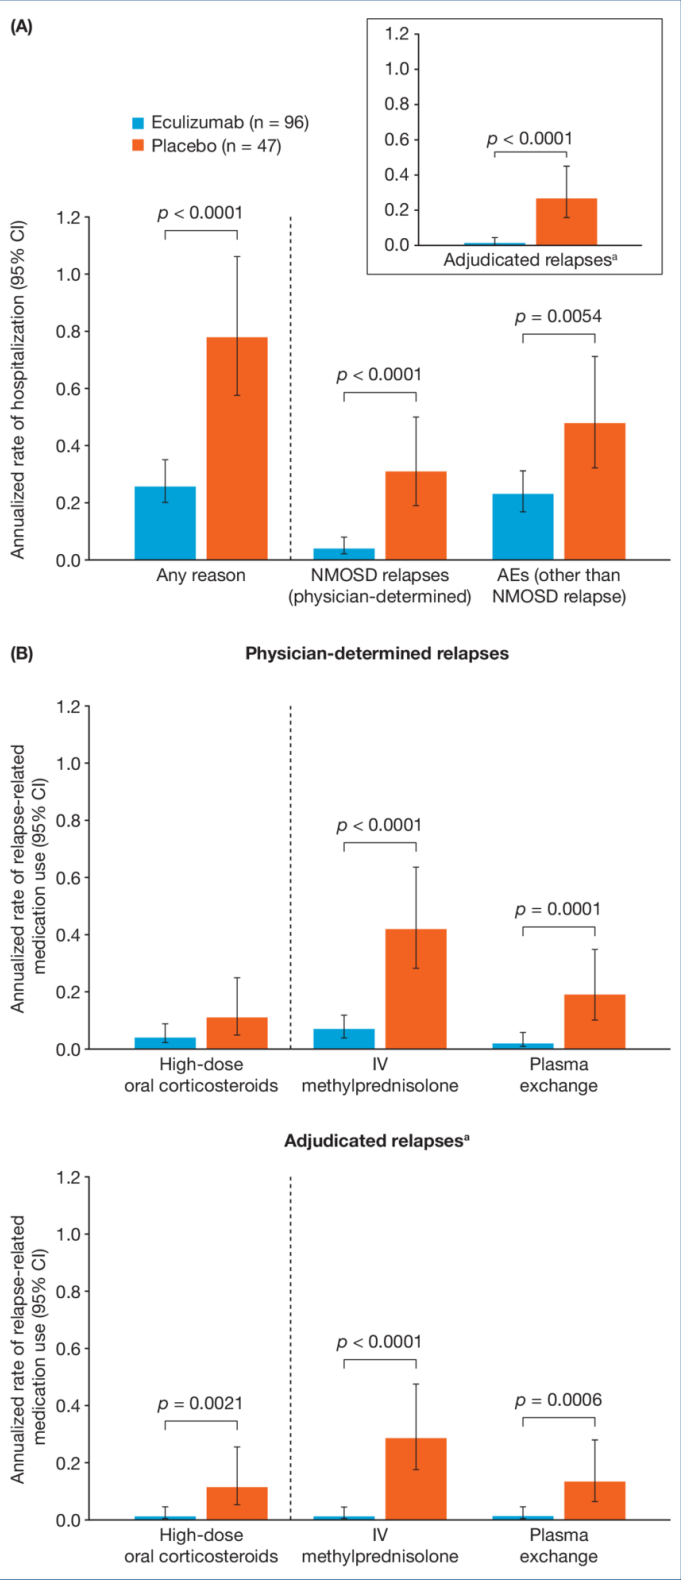 (A)
Eculizumab (n = 96)
Placebo (n = 47)
1.2
1.0
0.8
0.6
0.4
0.2
0.0
p < 0.0001
Adjudicated relapsesᵃ
Annualized rate of hospitalization (95% CI)
1.2
1.0
0.8
0.6
0.4
0.2
0.0
p < 0.0001
p < 0.0001
p = 0.0054
Any reason
NMOSD relapses
(physician-determined)
AEs (other than
NMOSD relapse)
(B)
Physician-determined relapses
Annualized rate of relapse-related
medication use (95% CI)
1.2
1.0
0.8
0.6
0.4
0.2
0.0
p < 0.0001
p = 0.0001
High-dose
oral corticosteroids
IV
methylprednisolone
Plasma
exchange
Adjudicated relapsesᵃ
Annualized rate of relapse-related
medication use (95% CI)
1.2
1.0
0.8
0.6
0.4
0.2
0.0
p = 0.0021
p < 0.0001
p = 0.0006
High-dose
oral corticosteroids
IV
methylprednisolone
Plasma
exchange